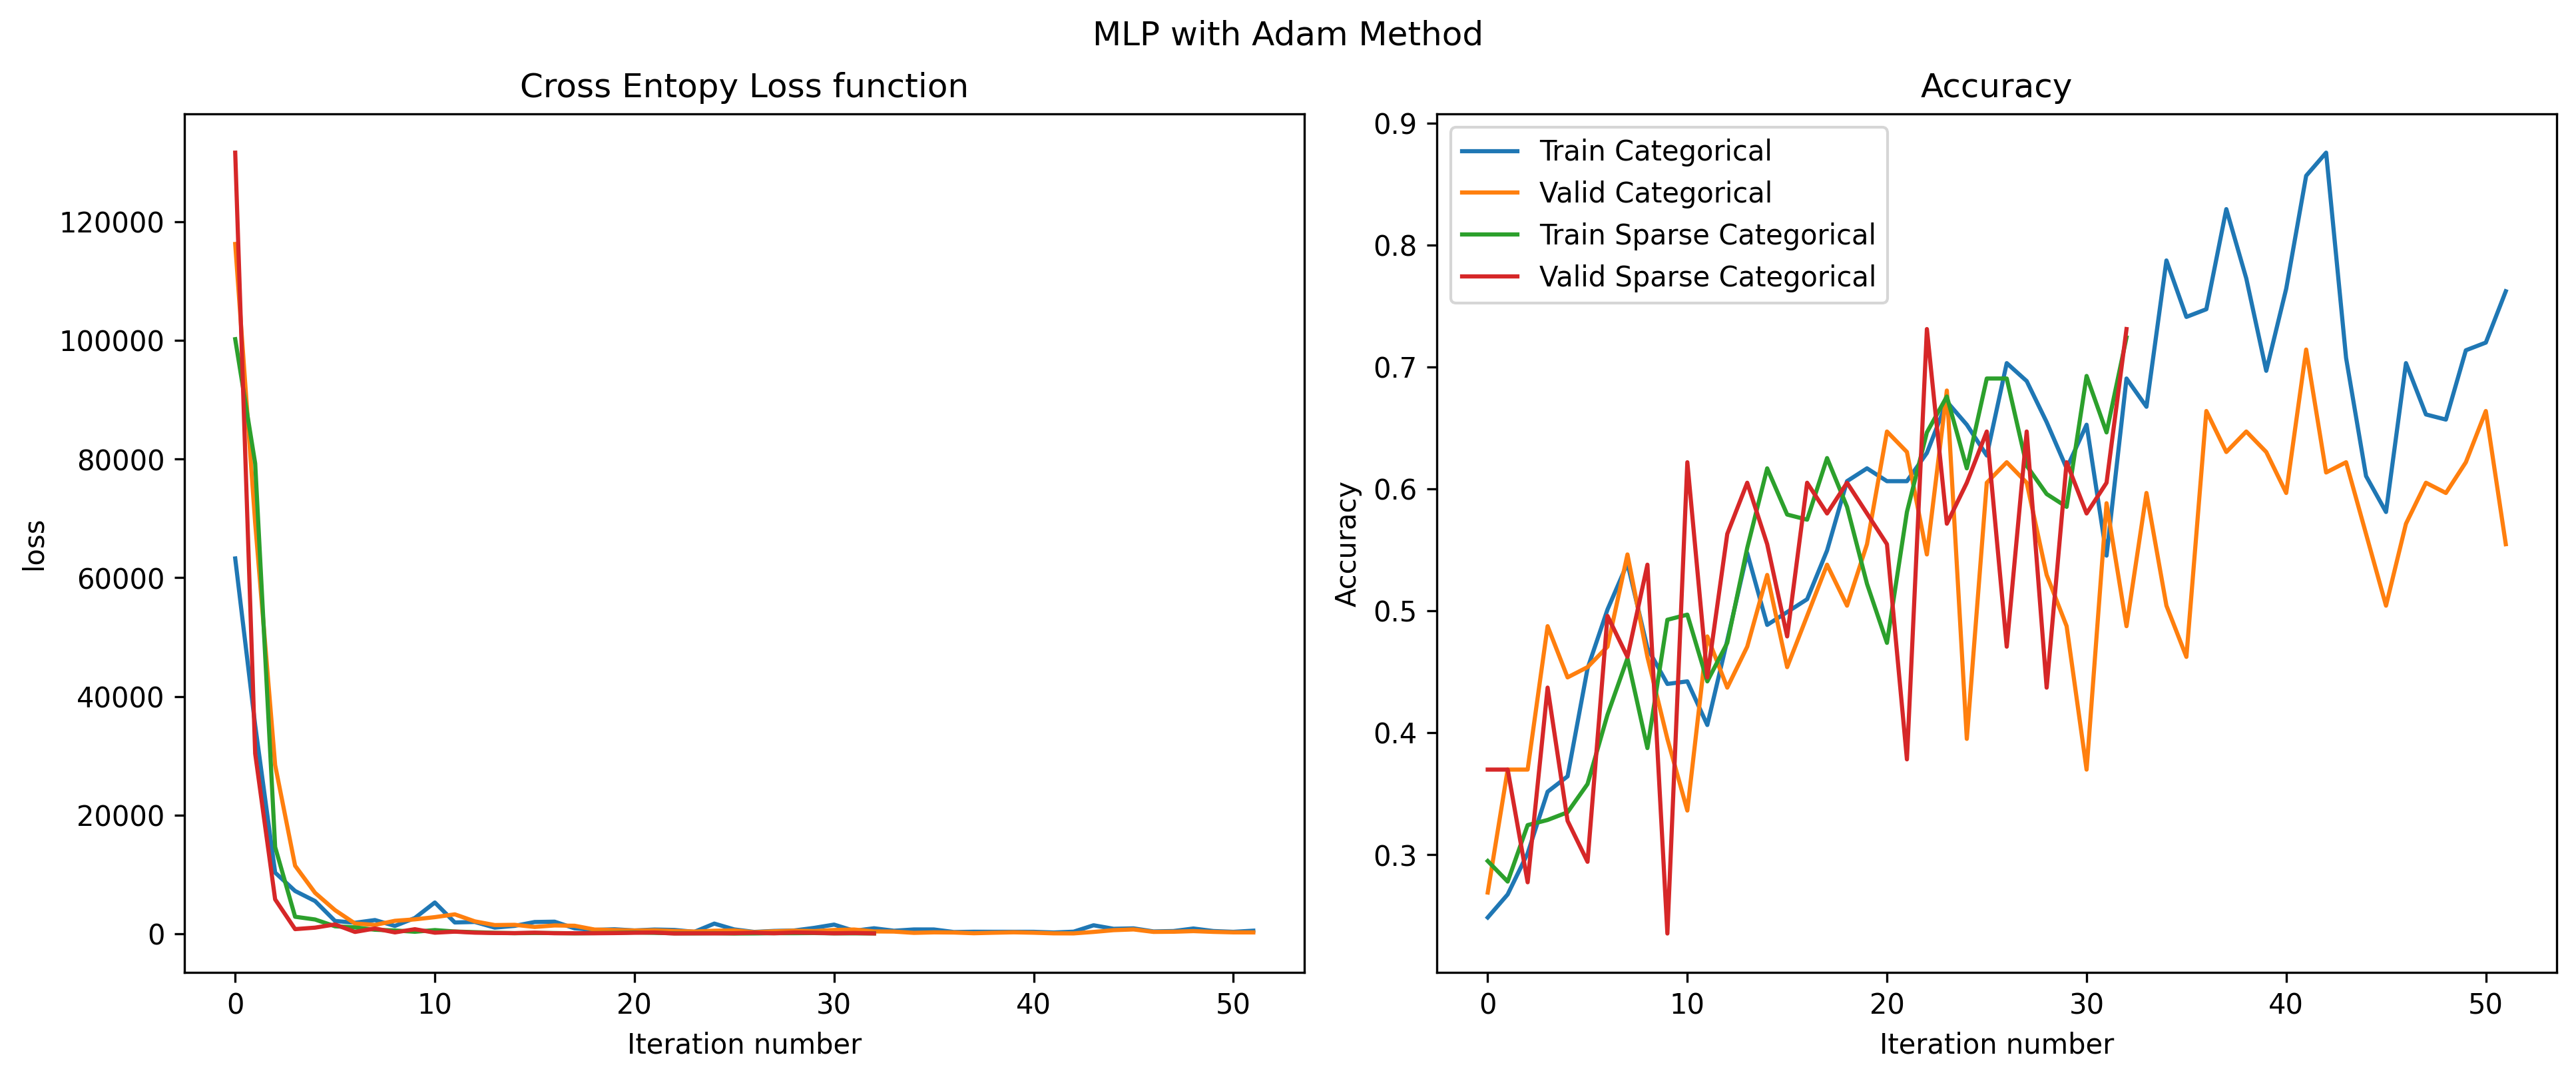 MLP with Adam Method
Cross Entopy Loss function
loss
120000
100000
80000
60000
40000
20000
0
0 10 20 30 40 50
Iteration number
Accuracy
Accuracy
0.9
0.8
0.7
0.6
0.5
0.4
0.3
Train Categorical
Valid Categorical
Train Sparse Categorical
Valid Sparse Categorical
0 10 20 30 40 50
Iteration number